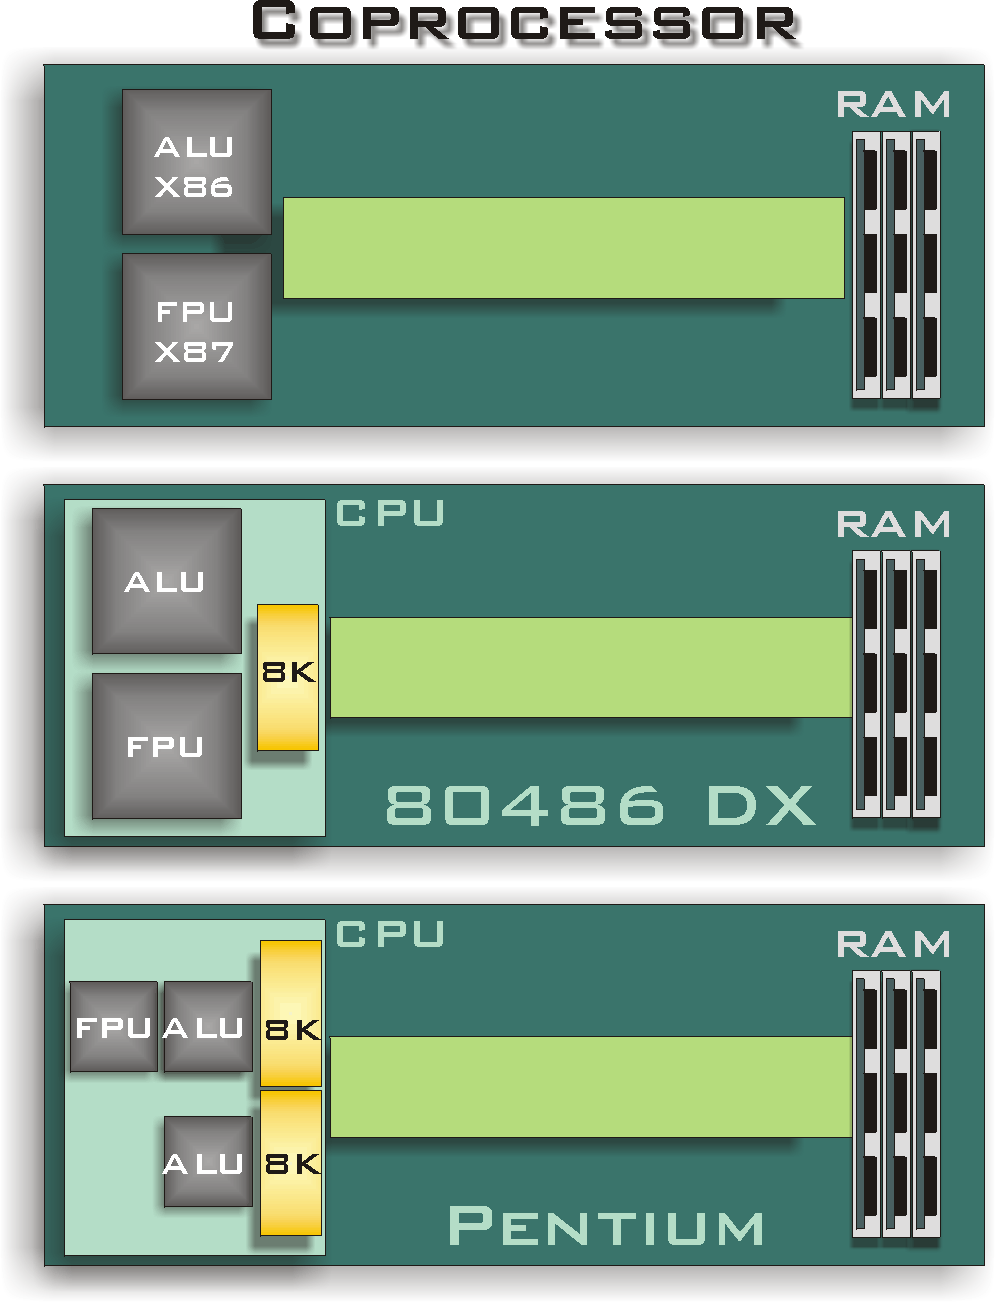 COPROCESSOR
RAM
ALU
X86
FPU
X87
CPU
RAM
ALU
8K
FPU
80486 DX
CPU
RAM
FPU ALU 8K
ALU 8K
PENTIUM